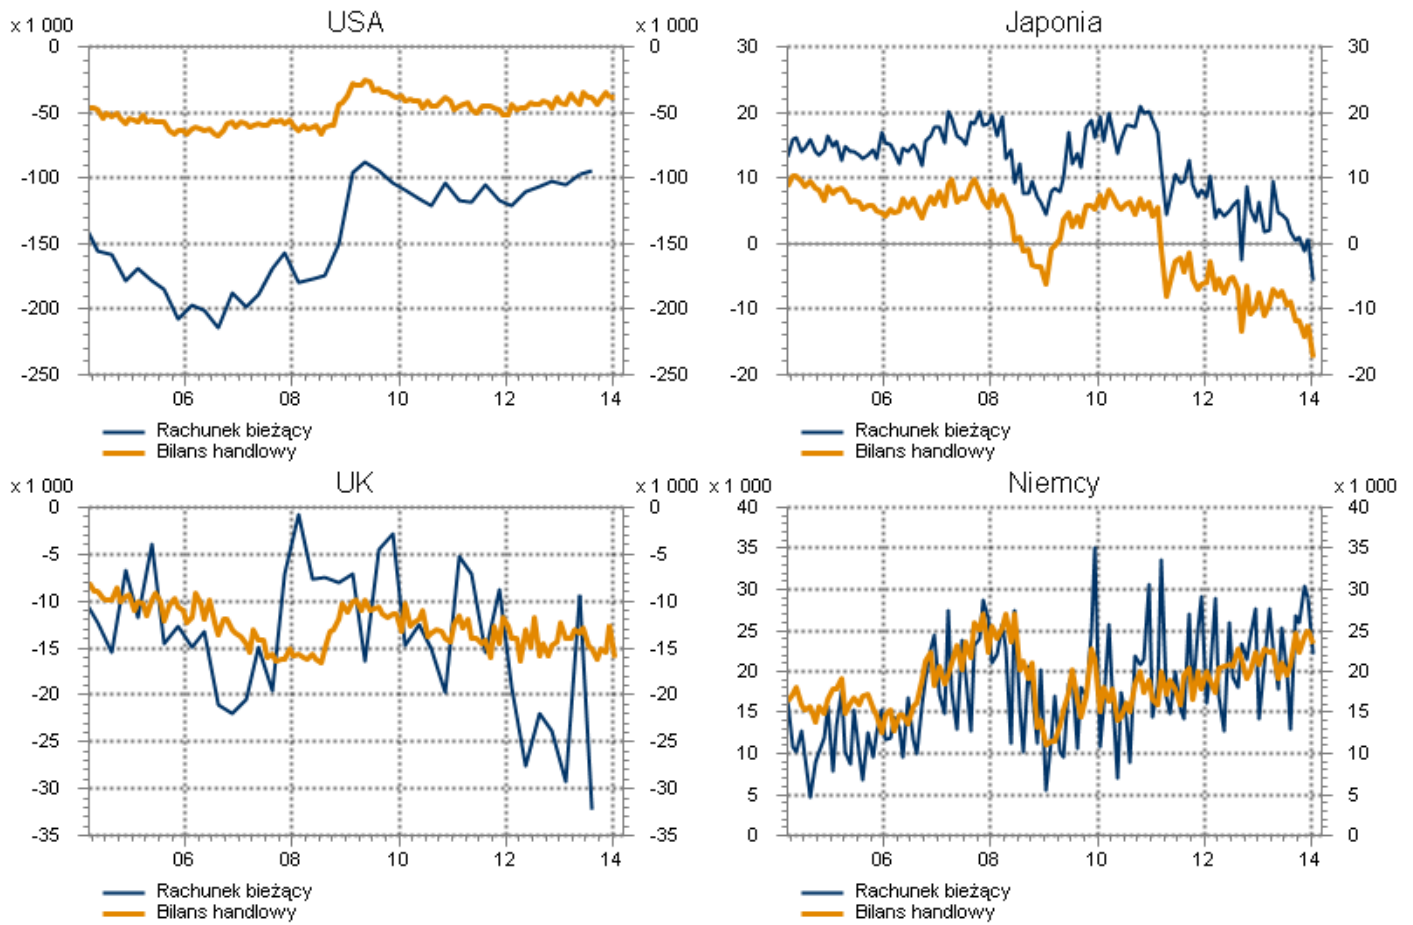 USA
x 1 000 x 1 000
0 0
-50 -50
-100 -100
-150 -150
-200 -200
-250 -250
06 08 10 12 14
Rachunek bieżący
Bilans handlowy
Japonia
30 30
20 20
10 10
0 0
-10 -10
-20 -20
06 08 10 12 14
Rachunek bieżący
Bilans handlowy
UK
x 1 000 x 1 000
0 0
-5 -5
-10 -10
-15 -15
-20 -20
-25 -25
-30 -30
-35 -35
06 08 10 12 14
Rachunek bieżący
Bilans handlowy
Niemcy
x 1 000 x 1 000
40 40
35 35
30 30
25 25
20 20
15 15
10 10
5 5
0 0
06 08 10 12 14
Rachunek bieżący
Bilans handlowy